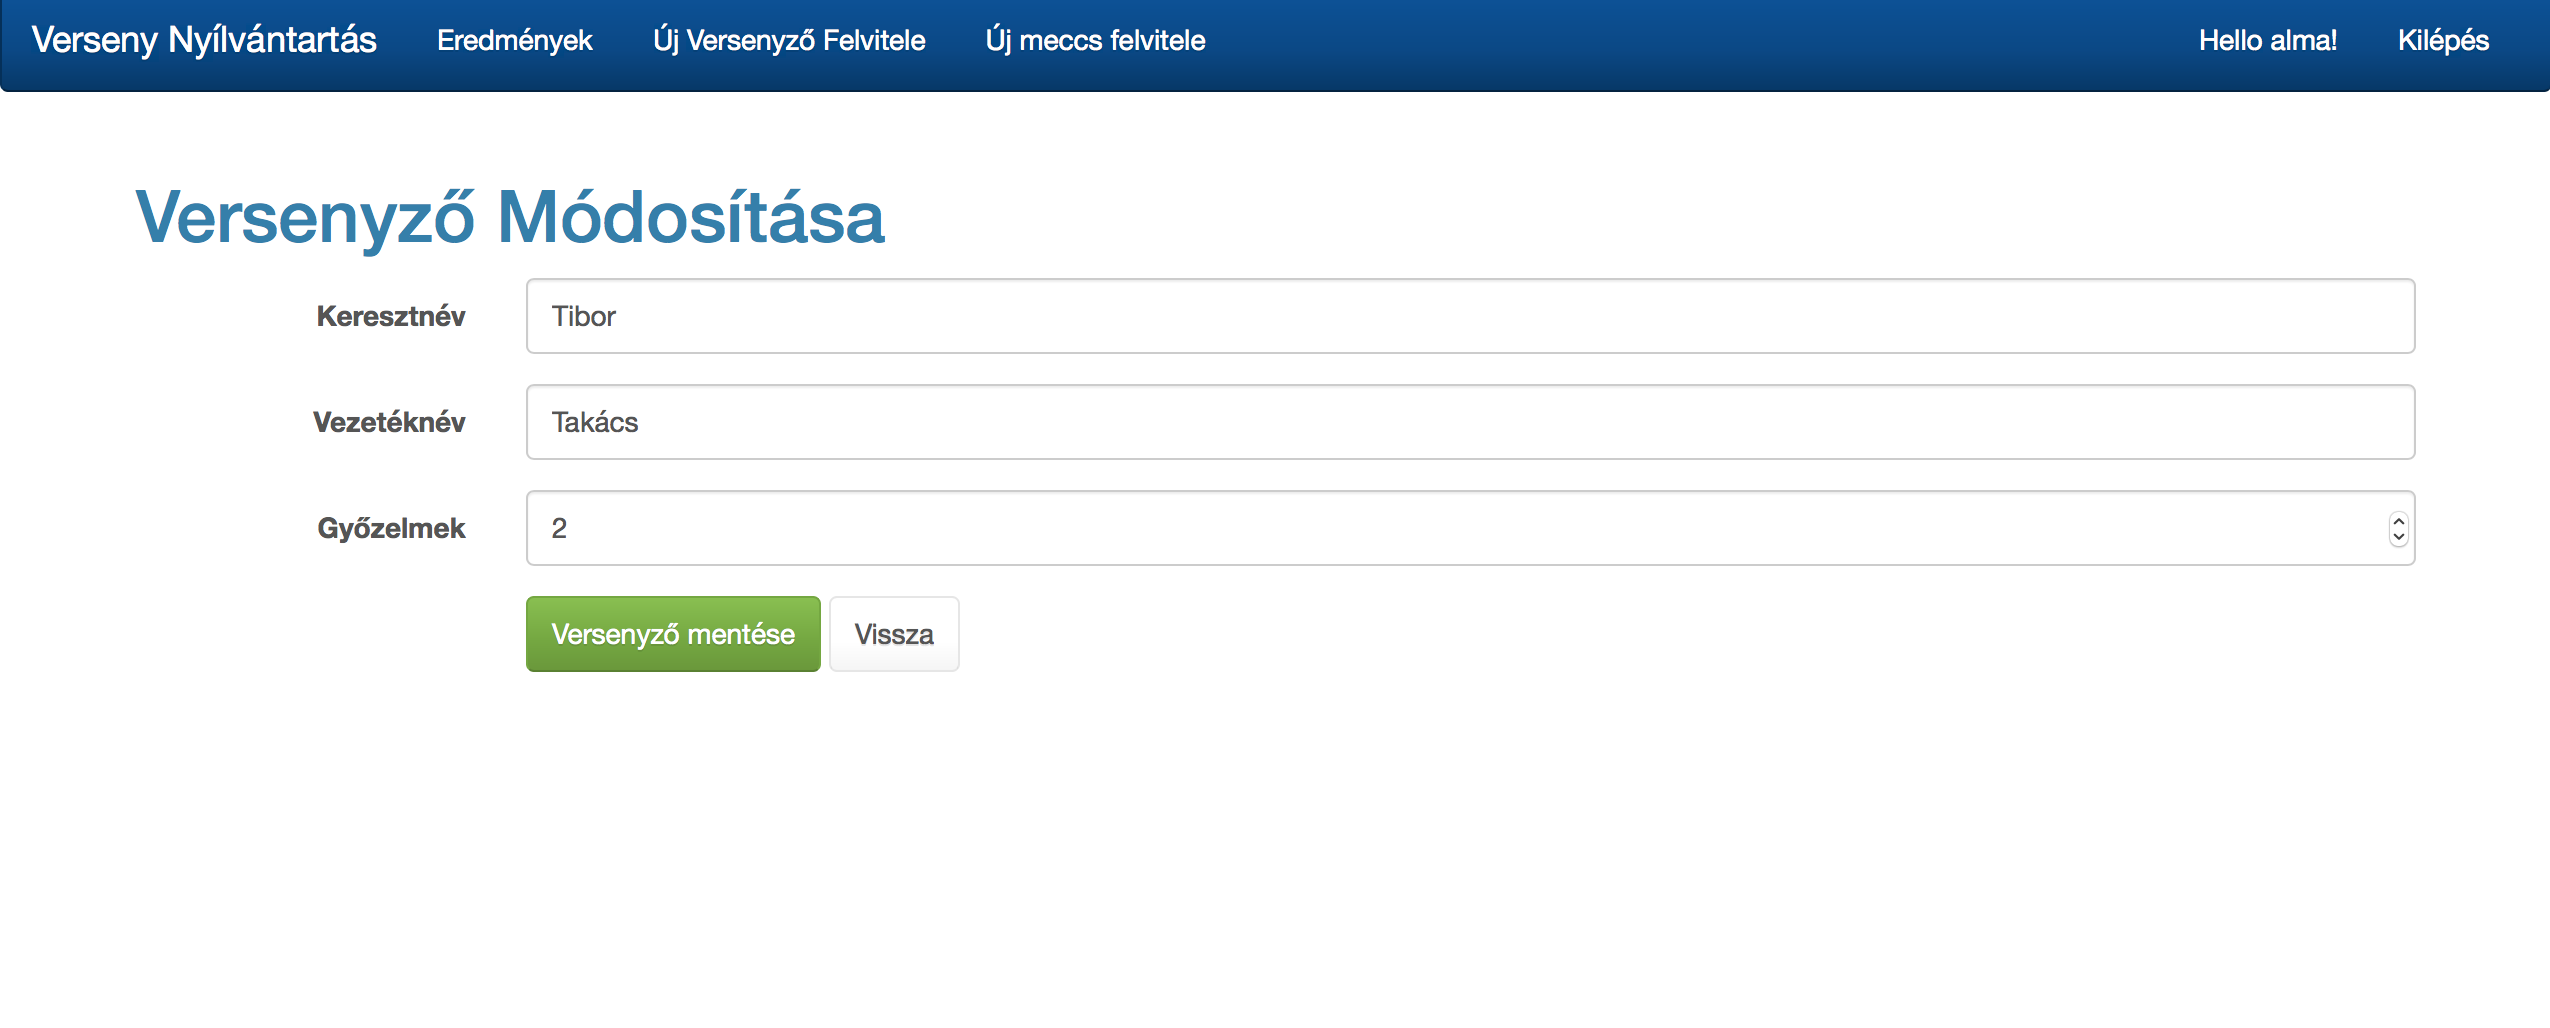 Verseny Nyílvántartás Eredmények Új Versenyző Felvitele Új meccs felvitele Hello alma! Kilépés
Versenyző Módosítása
Keresztnév Tibor
Vezetéknév Takács
Győzelmek 2
Versenyző mentése Vissza